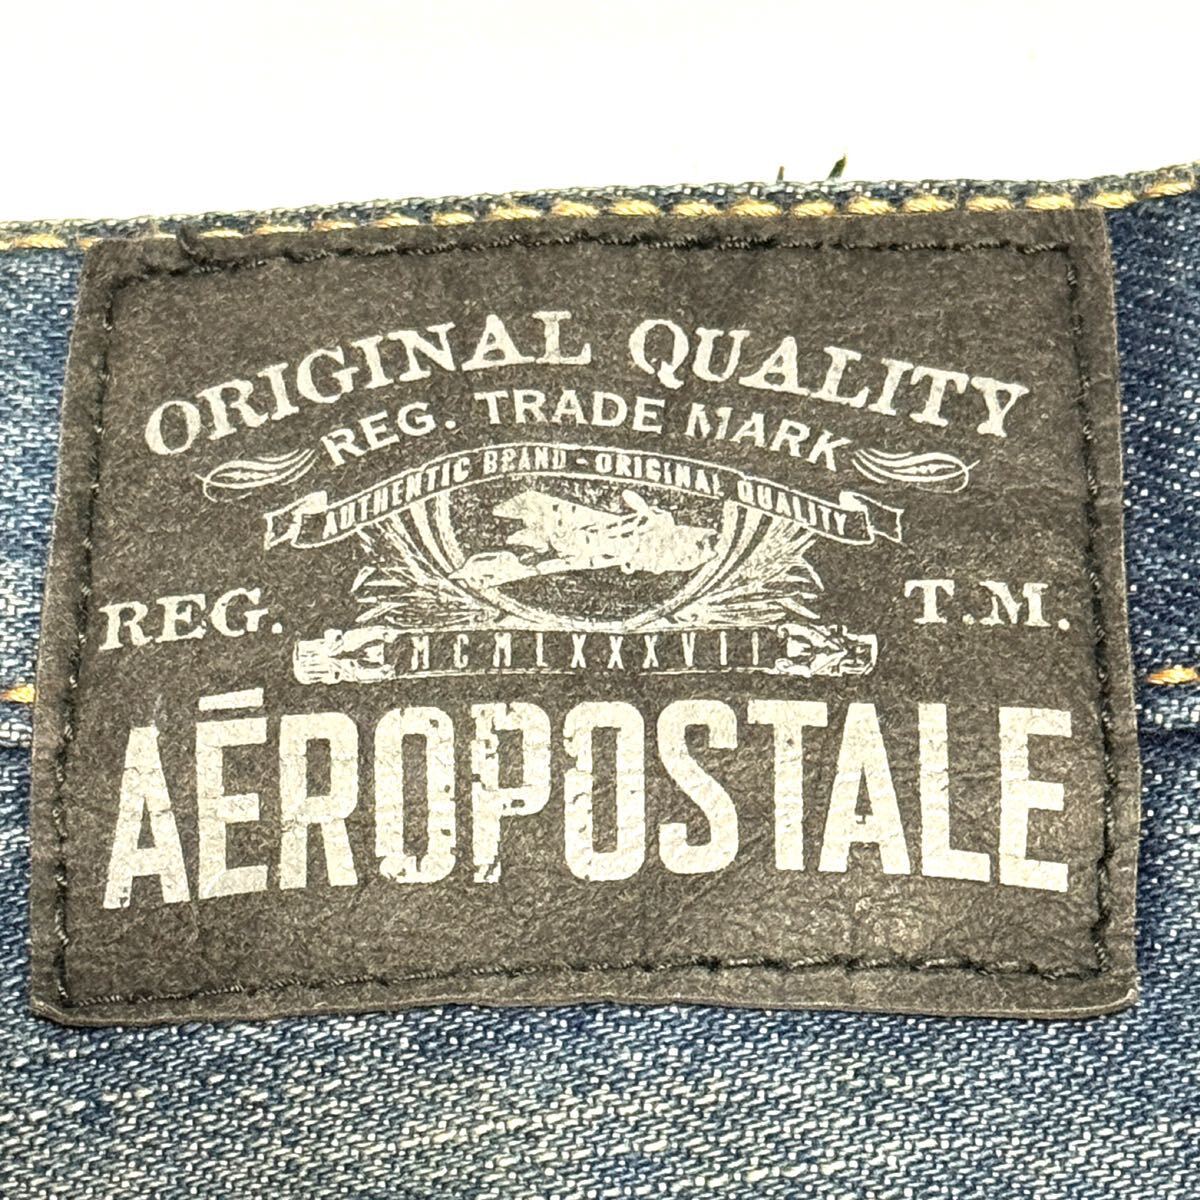 ORIGINAL QUALITY
REG. TRADE MARK
AUTHENTIC BRAND - ORIGINAL QUALITY
REG. T.M.
MCMLXXXVII
AĒROPOSTALE